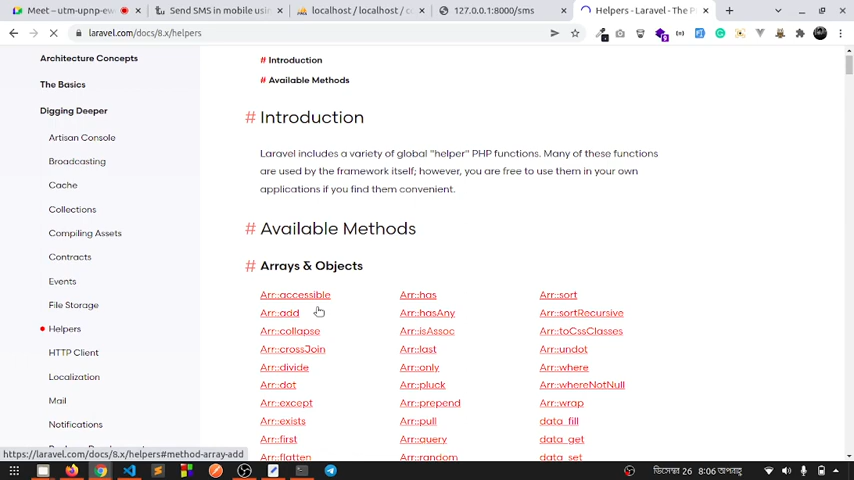 Meet – utm-upnp-ew
Send SMS in mobile usin
localhost / localhost / c
127.0.0.1:8000/sms
Helpers - Laravel - The P
laravel.com/docs/8.x/helpers
Architecture Concepts
The Basics
Digging Deeper
Artisan Console
Broadcasting
Cache
Collections
Compiling Assets
Contracts
Events
File Storage
Helpers
HTTP Client
Localization
Mail
Notifications
# Introduction
# Available Methods
# Introduction
Laravel includes a variety of global "helper" PHP functions. Many of these functions
are used by the framework itself; however, you are free to use them in your own
applications if you find them convenient.
# Available Methods
# Arrays & Objects
Arr::accessible Arr::has Arr::sort
Arr::add Arr::hasAny Arr::sortRecursive
Arr::collapse Arr::isAssoc Arr::toCssClasses
Arr::crossJoin Arr::last Arr::undot
Arr::divide Arr::only Arr::where
Arr::dot Arr::pluck Arr::whereNotNull
Arr::except Arr::prepend Arr::wrap
Arr::exists Arr::pull data_fill
Arr::first Arr::query data_get
Arr::flatten Arr::random data_set
https://laravel.com/docs/8.x/helpers#method-array-add
ডিসেম্বর 26 8:06 অপরাহ্ণ